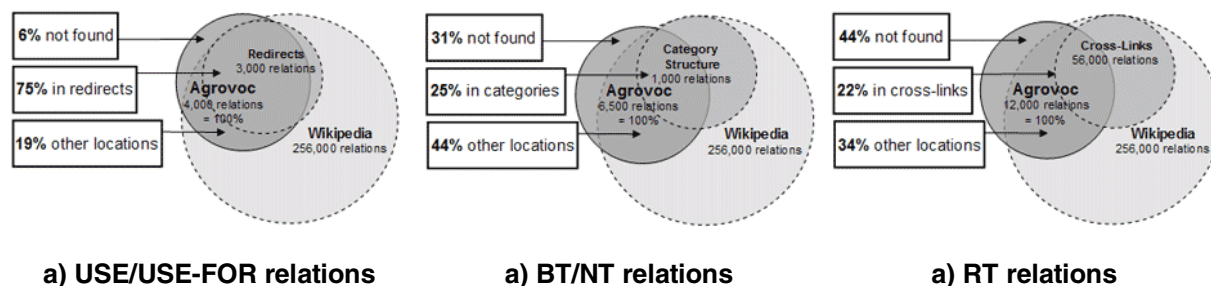 6% not found
75% in redirects
19% other locations
Redirects
3,000 relations
Agrovoc
4,000 relations
= 100%
Wikipedia
256,000 relations
a) USE/USE-FOR relations
31% not found
25% in categories
44% other locations
Category
Structure
1,000 relations
Agrovoc
6,500 relations
= 100%
Wikipedia
256,000 relations
a) BT/NT relations
44% not found
22% in cross-links
34% other locations
Cross-Links
56,000 relations
Agrovoc
12,000 relations
= 100%
Wikipedia
256,000 relations
a) RT relations